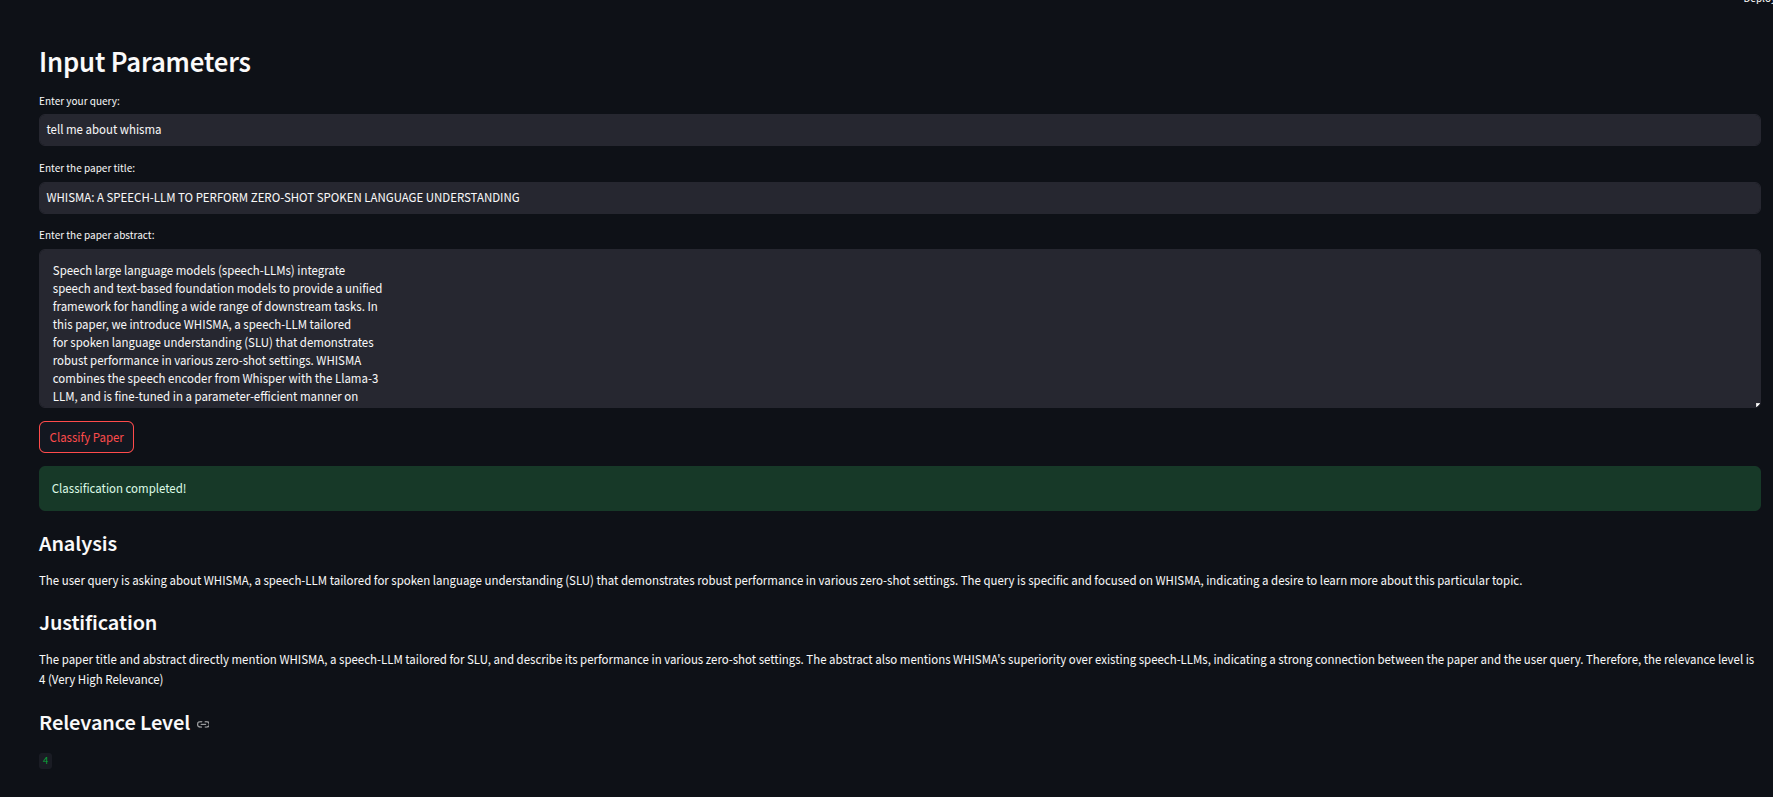 Input Parameters
Enter your query:
tell me about whisma
Enter the paper title:
WHISMA: A SPEECH-LLM TO PERFORM ZERO-SHOT SPOKEN LANGUAGE UNDERSTANDING
Enter the paper abstract:
Speech large language models (speech-LLMs) integrate
speech and text-based foundation models to provide a unified
framework for handling a wide range of downstream tasks. In
this paper, we introduce WHISMA, a speech-LLM tailored
for spoken language understanding (SLU) that demonstrates
robust performance in various zero-shot settings. WHISMA
combines the speech encoder from Whisper with the Llama-3
LLM, and is fine-tuned in a parameter-efficient manner on
Classify Paper
Classification completed!
Analysis
The user query is asking about WHISMA, a speech-LLM tailored for spoken language understanding (SLU) that demonstrates robust performance in various zero-shot settings. The query is specific and focused on WHISMA, indicating a desire to learn more about this particular topic.
Justification
The paper title and abstract directly mention WHISMA, a speech-LLM tailored for SLU, and describe its performance in various zero-shot settings. The abstract also mentions WHISMA's superiority over existing speech-LLMs, indicating a strong connection between the paper and the user query. Therefore, the relevance level is
4 (Very High Relevance)
Relevance Level
4